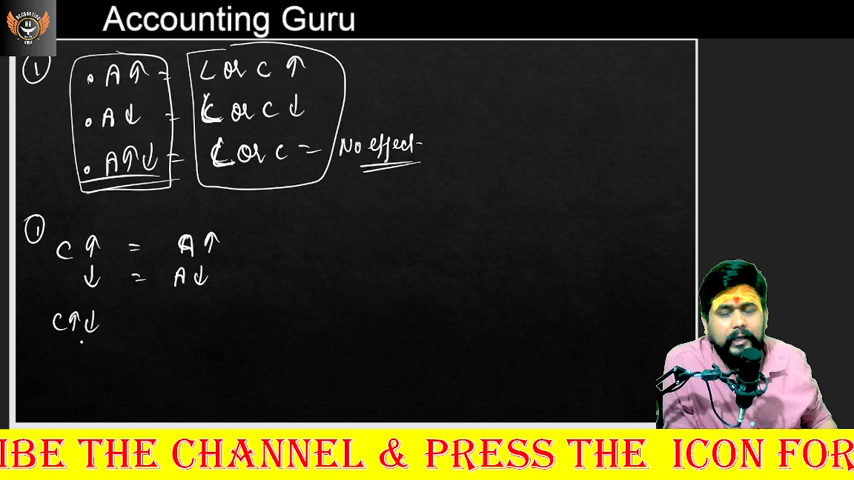 Accounting Guru
① . A↑ = L or C ↑
. A↓ = L or C ↓
. A↑↓ = L or C = No effect
① C ↑ = A↑
↓ = A↓
C↑↓
IBE THE CHANNEL & PRESS THE ICON FOR